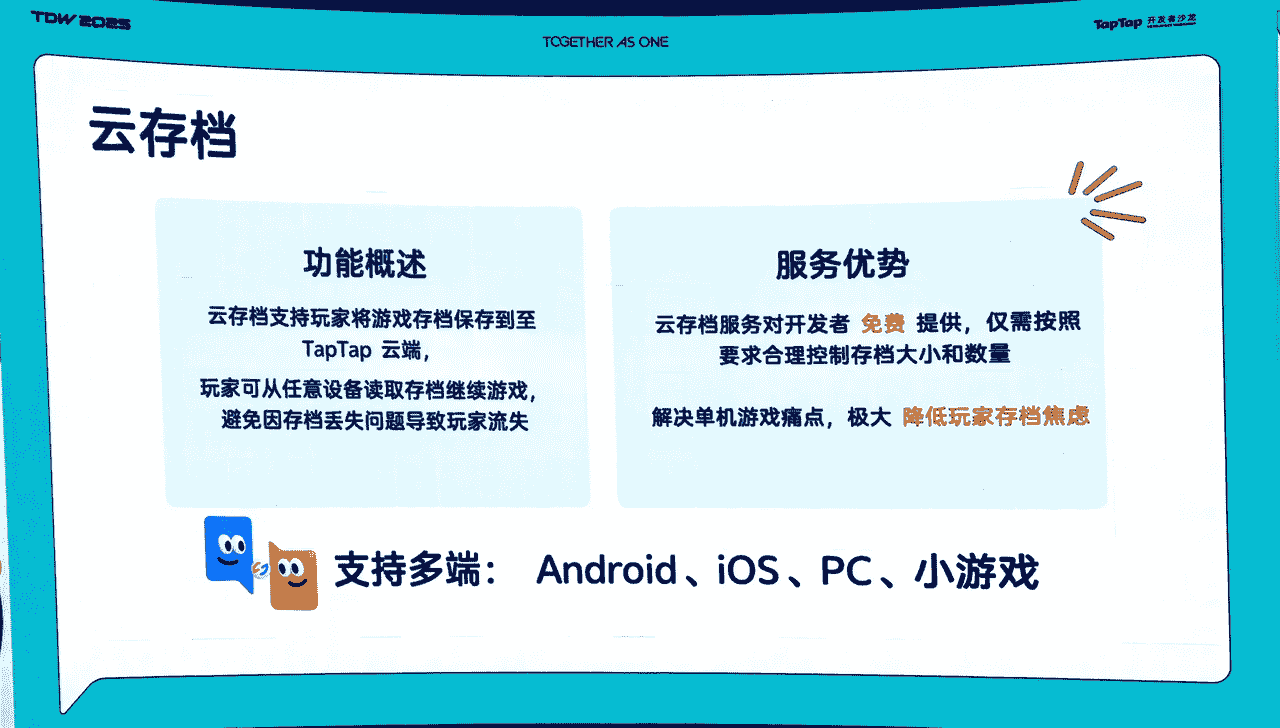 TDW 2025
TOGETHER AS ONE
TapTap 开发者沙龙
云存档
功能概述
云存档支持玩家将游戏存档保存到至
TapTap 云端，
玩家可从任意设备读取存档继续游戏，
避免因存档丢失问题导致玩家流失
服务优势
云存档服务对开发者 免费 提供，仅需按照
要求合理控制存档大小和数量
解决单机游戏痛点，极大 降低玩家存档焦虑
支持多端： Android、iOS、PC、小游戏